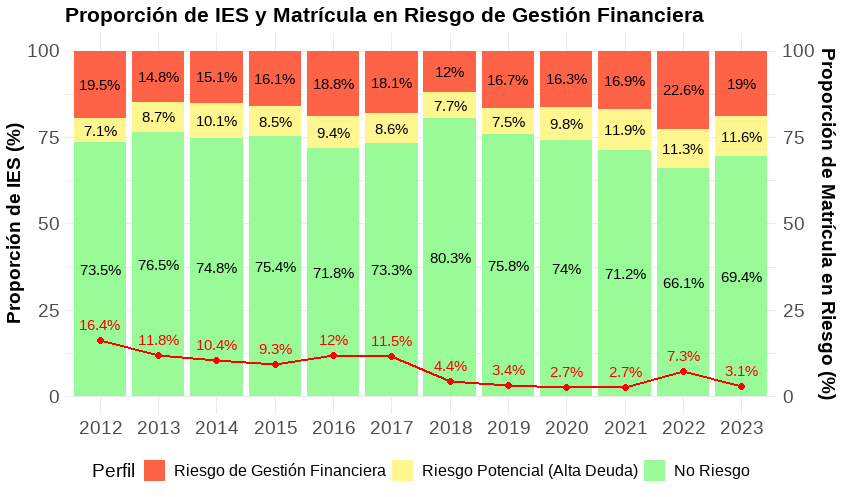 Proporción de IES y Matrícula en Riesgo de Gestión Financiera
Proporción de IES (%)
100
75
50
25
0
19.5% 14.8% 15.1% 16.1% 18.8% 18.1% 12% 16.7% 16.3% 16.9% 22.6% 19%
7.1% 8.7% 10.1% 8.5% 9.4% 8.6% 7.7% 7.5% 9.8% 11.9% 11.3% 11.6%
73.5% 76.5% 74.8% 75.4% 71.8% 73.3% 80.3% 75.8% 74% 71.2% 66.1% 69.4%
16.4% 11.8% 10.4% 9.3% 12% 11.5% 4.4% 3.4% 2.7% 2.7% 7.3% 3.1%
100
75
50
25
0
Proporción de Matrícula en Riesgo (%)
2012 2013 2014 2015 2016 2017 2018 2019 2020 2021 2022 2023
Perfil Riesgo de Gestión Financiera Riesgo Potencial (Alta Deuda) No Riesgo